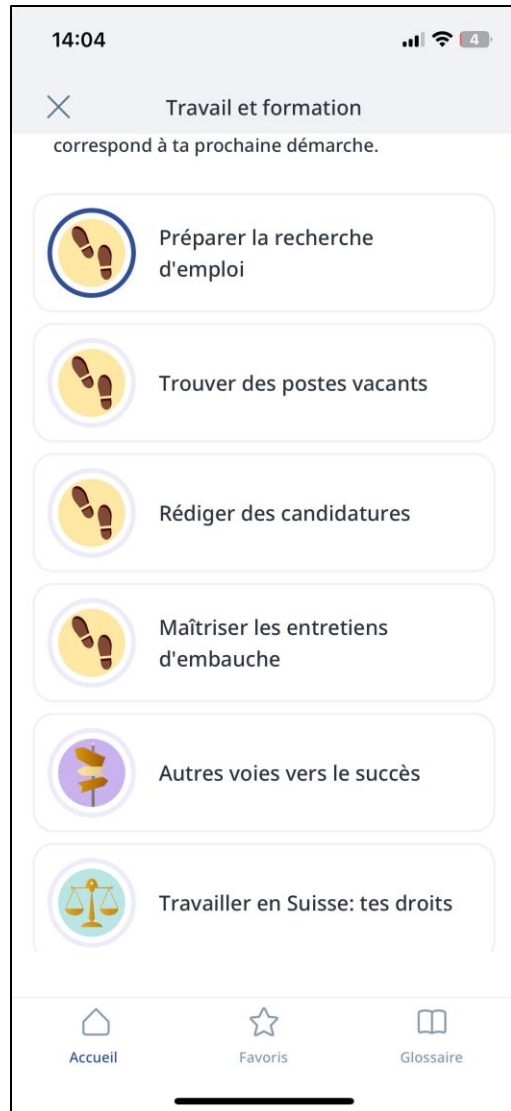 14:04
4
Travail et formation
correspond à ta prochaine démarche.
Préparer la recherche
d'emploi
Trouver des postes vacants
Rédiger des candidatures
Maîtriser les entretiens
d'embauche
Autres voies vers le succès
Travailler en Suisse: tes droits
Accueil
Favoris
Glossaire